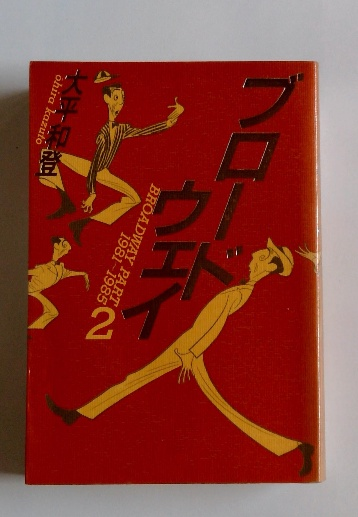 ブロードウェイ
2
BROADWAY PART
1981-1985
大平和登
ohira kazuto